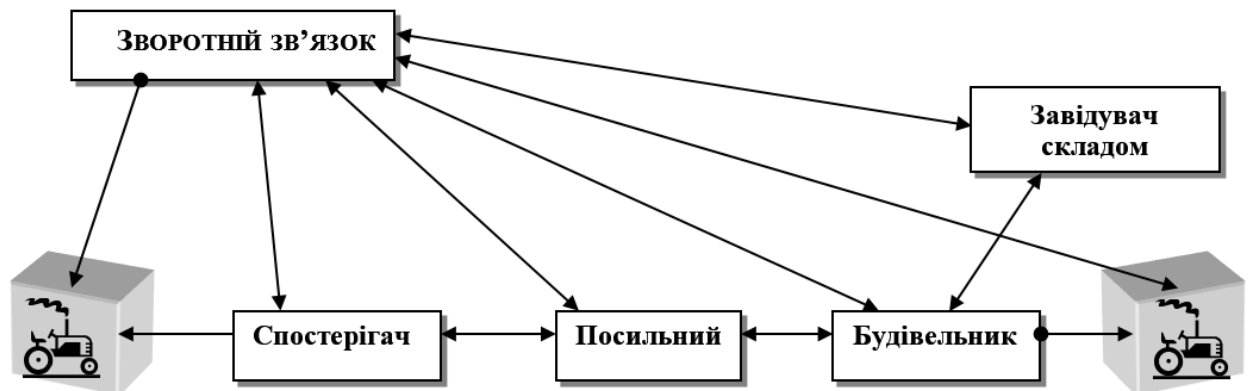 ЗВОРОТНІЙ ЗВ’ЯЗОК
Завідувач
складом
Спостерігач
Посильний
Будівельник